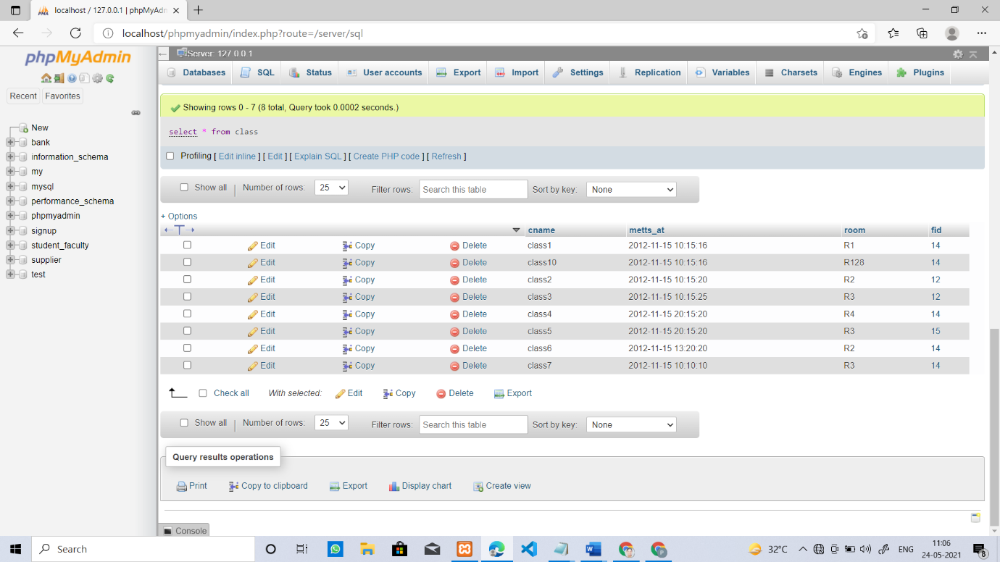 localhost / 127.0.0.1 | phpMyAdn
localhost/phpmyadmin/index.php?route=/server/sql
phpMyAdmin
Recent Favorites
New
bank
information_schema
my
mysql
performance_schema
phpmyadmin
signup
student_faculty
supplier
test
Server: 127.0.0.1
Databases SQL Status User accounts Export Import Settings Replication Variables Charsets Engines Plugins
Showing rows 0 - 7 (8 total, Query took 0.0002 seconds.)
select * from class
Profiling [ Edit inline ] [ Edit ] [ Explain SQL ] [ Create PHP code ] [ Refresh ]
Show all | Number of rows: 25 Filter rows: Search this table Sort by key: None
+ Options
←T→ cname metts_at room fid
Edit Copy Delete class1 2012-11-15 10:15:16 R1 14
Edit Copy Delete class10 2012-11-15 10:15:16 R128 14
Edit Copy Delete class2 2012-11-15 10:15:20 R2 12
Edit Copy Delete class3 2012-11-15 10:15:25 R3 12
Edit Copy Delete class4 2012-11-15 20:15:20 R4 14
Edit Copy Delete class5 2012-11-15 20:15:20 R3 15
Edit Copy Delete class6 2012-11-15 13:20:20 R2 14
Edit Copy Delete class7 2012-11-15 10:10:10 R3 14
Check all With selected: Edit Copy Delete Export
Show all | Number of rows: 25 Filter rows: Search this table Sort by key: None
Query results operations
Print Copy to clipboard Export Display chart Create view
Console
Search
32°C ENG 11:06
24-05-2021
8